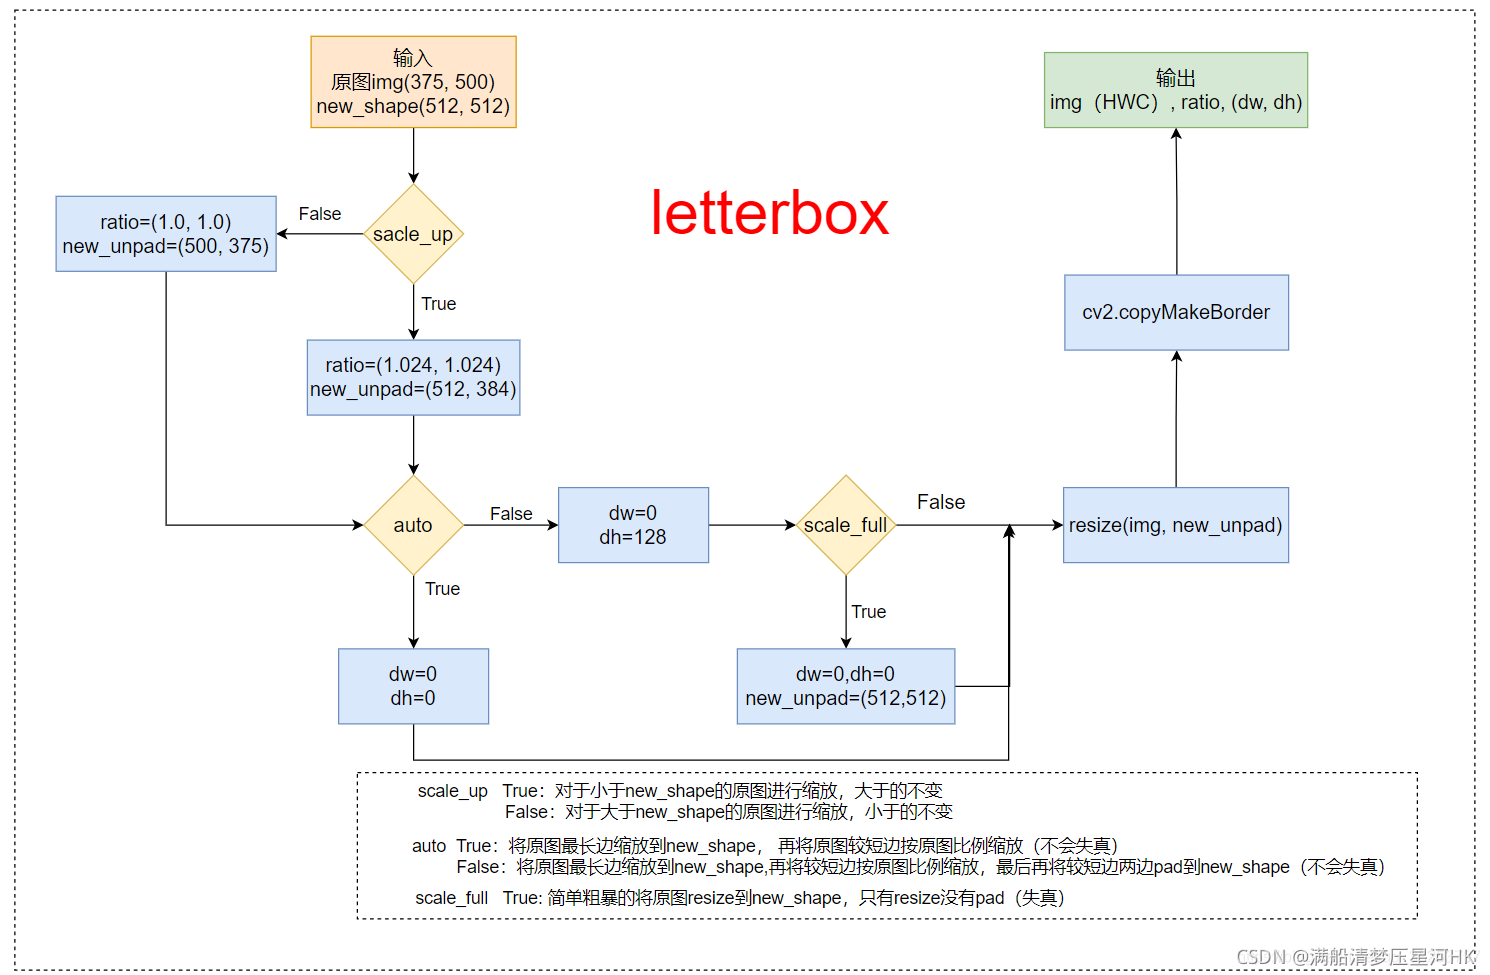 输入
原图img(375, 500)
new_shape(512, 512)
输出
img（HWC）, ratio, (dw, dh)
letterbox
ratio=(1.0, 1.0)
new_unpad=(500, 375)
False
sacle_up
True
cv2.copyMakeBorder
ratio=(1.024, 1.024)
new_unpad=(512, 384)
auto
False
dw=0
dh=128
scale_full
False
resize(img, new_unpad)
True
True
dw=0
dh=0
dw=0,dh=0
new_unpad=(512,512)
scale_up True：对于小于new_shape的原图进行缩放，大于的不变
False：对于大于new_shape的原图进行缩放，小于的不变
auto True：将原图最长边缩放到new_shape， 再将原图较短边按原图比例缩放（不会失真）
False：将原图最长边缩放到new_shape,再将较短边按原图比例缩放，最后再将较短边两边pad到new_shape（不会失真）
scale_full True: 简单粗暴的将原图resize到new_shape，只有resize没有pad（失真）
CSDN @满船清梦压星河HK